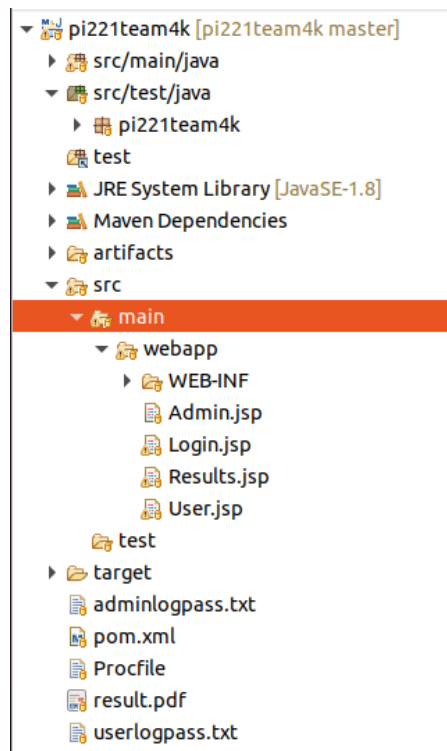 pi221team4k [pi221team4k master]
src/main/java
src/test/java
pi221team4k
test
JRE System Library [JavaSE-1.8]
Maven Dependencies
artifacts
src
main
webapp
WEB-INF
Admin.jsp
Login.jsp
Results.jsp
User.jsp
test
target
adminlogpass.txt
pom.xml
Procfile
result.pdf
userlogpass.txt